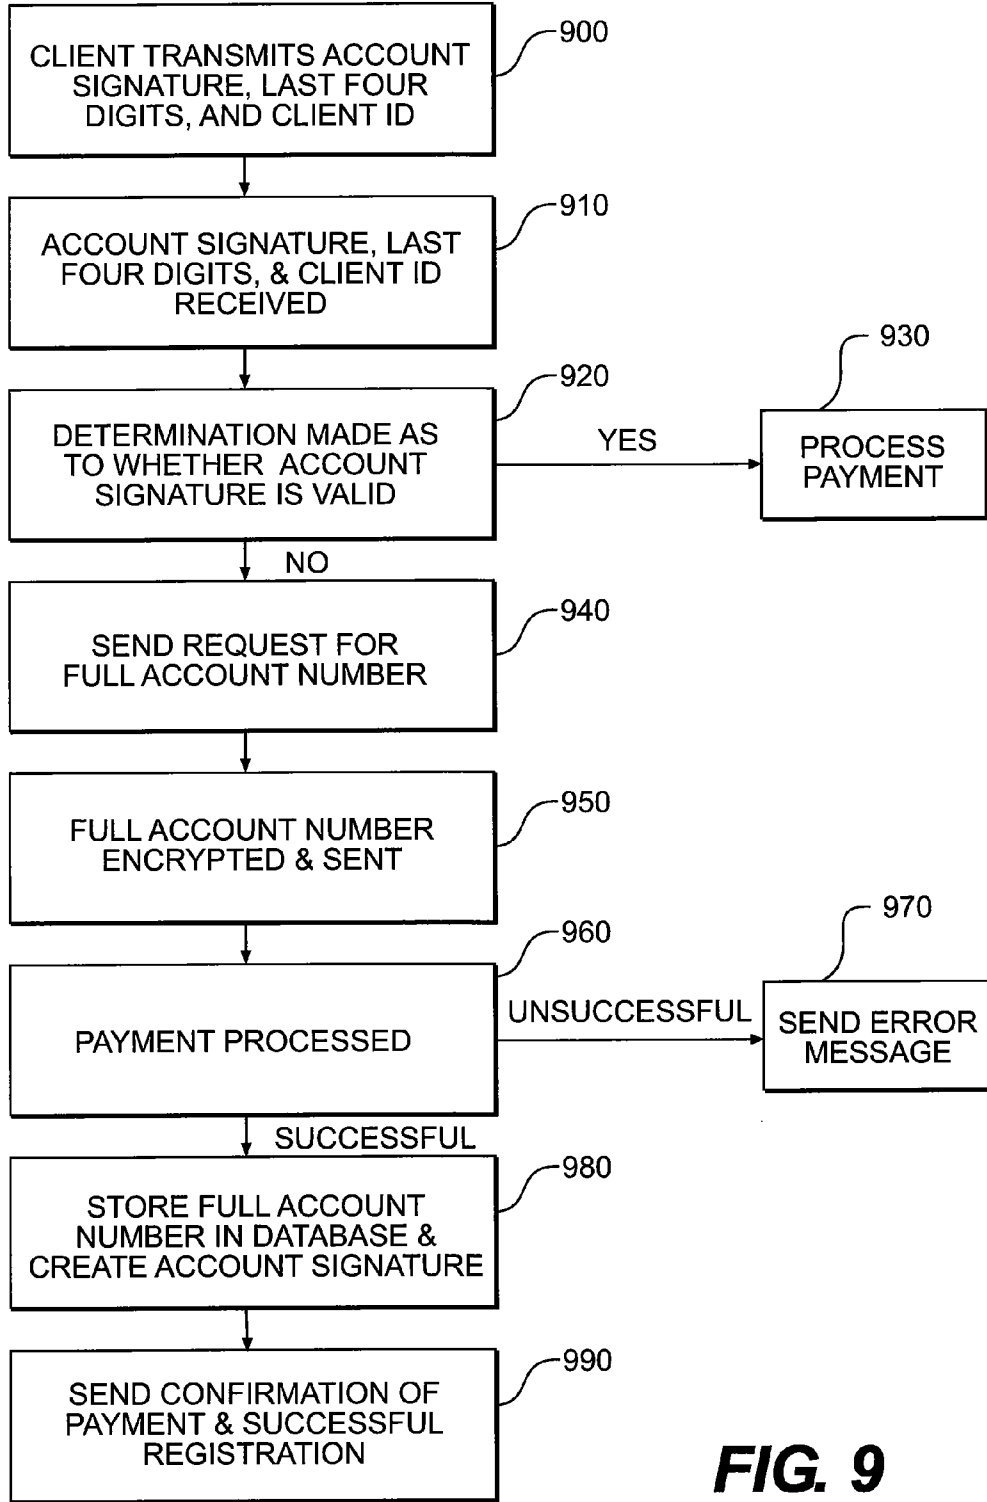 CLIENT TRANSMITS ACCOUNT
SIGNATURE, LAST FOUR
DIGITS, AND CLIENT ID
900
ACCOUNT SIGNATURE, LAST
FOUR DIGITS, & CLIENT ID
RECEIVED
910
DETERMINATION MADE AS
TO WHETHER ACCOUNT
SIGNATURE IS VALID
920
YES
PROCESS
PAYMENT
930
NO
SEND REQUEST FOR
FULL ACCOUNT NUMBER
940
FULL ACCOUNT NUMBER
ENCRYPTED & SENT
950
PAYMENT PROCESSED
960
UNSUCCESSFUL
SEND ERROR
MESSAGE
970
SUCCESSFUL
STORE FULL ACCOUNT
NUMBER IN DATABASE &
CREATE ACCOUNT SIGNATURE
980
SEND CONFIRMATION OF
PAYMENT & SUCCESSFUL
REGISTRATION
990
FIG. 9